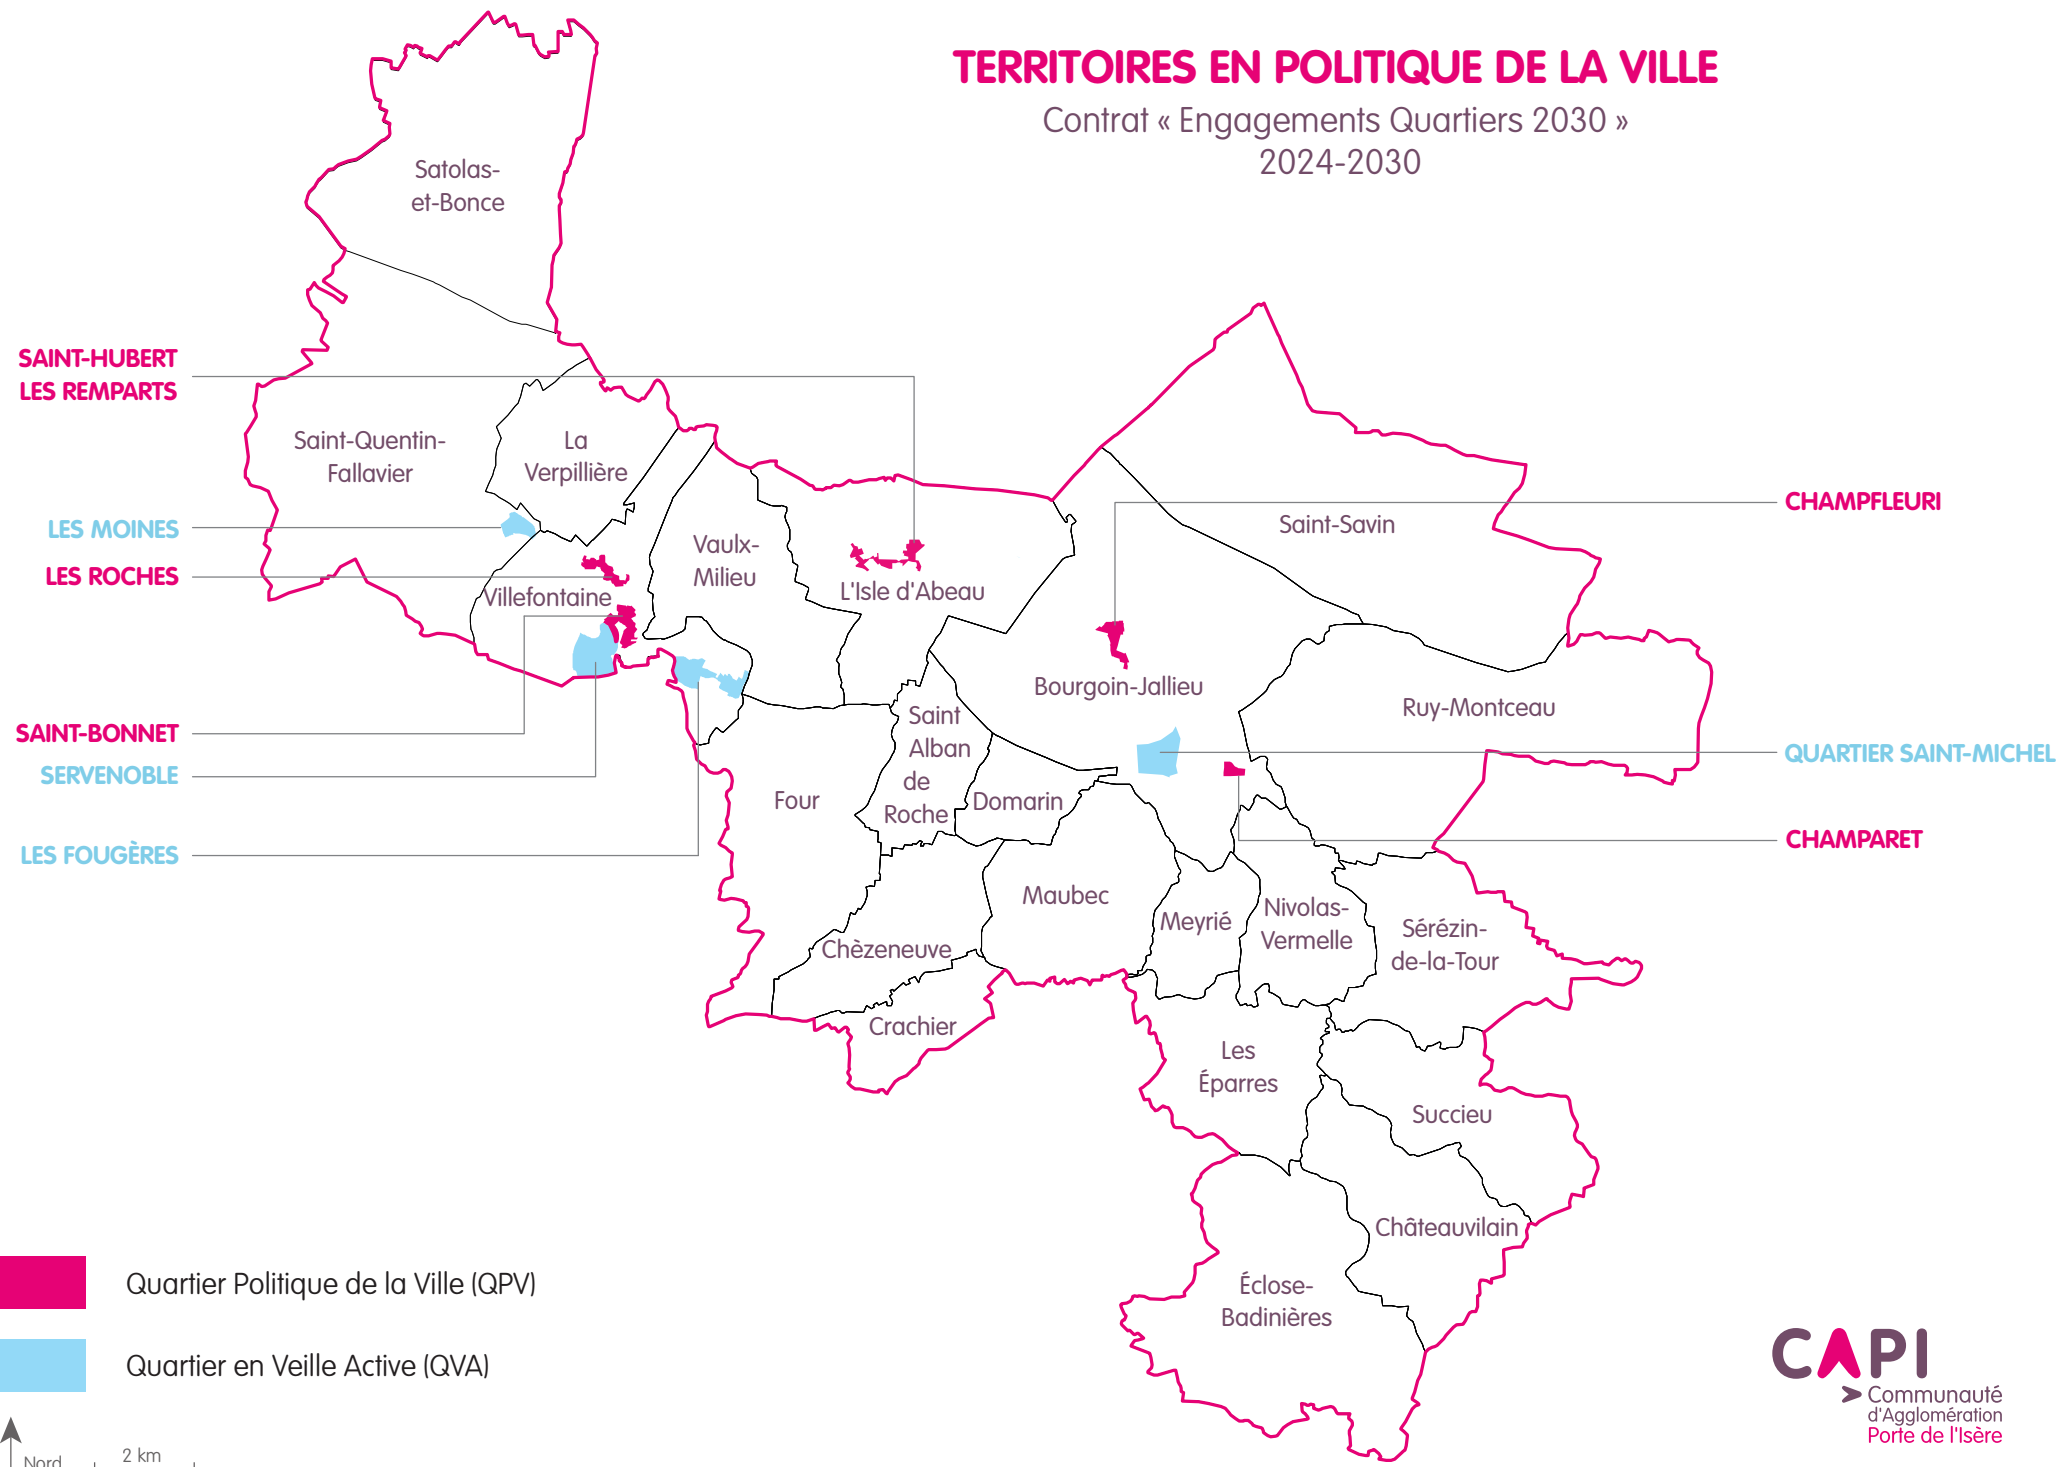 TERRITOIRES EN POLITIQUE DE LA VILLE
Contrat « Engagements Quartiers 2030 »
2024-2030
Satolas-
et-Bonce
SAINT-HUBERT
LES REMPARTS
Saint-Quentin-
Fallavier
La
Verpillière
LES MOINES
LES ROCHES
Villefontaine
Vaulx-
Milieu
L'Isle d'Abeau
CHAMPFLEURI
Saint-Savin
Bourgoin-Jallieu
Ruy-Montceau
SAINT-BONNET
SERVENOBLE
LES FOUGÈRES
QUARTIER SAINT-MICHEL
CHAMPARET
Four
Saint
Alban
de
Roche
Domarin
Maubec
Meyrié
Nivolas-
Vermelle
Sérézin-
de-la-Tour
Chèzeneuve
Crachier
Les
Éparres
Succieu
Châteauvilain
Éclose-
Badinières
Quartier Politique de la Ville (QPV)
Quartier en Veille Active (QVA)
Nord
2 km
CAPI
Communauté
d'Agglomération
Porte de l'Isère